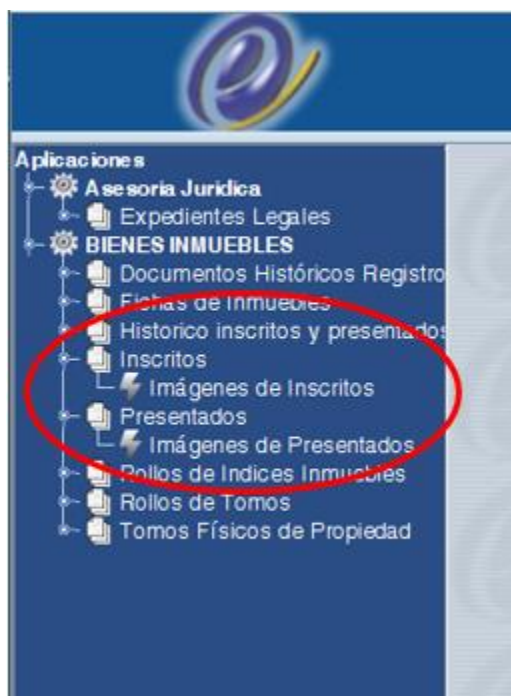 Aplicaciones
Asesoria Juridica
Expedientes Legales
BIENES INMUEBLES
Documentos Históricos Registro
Fichas de Inmuebles
Historico inscritos y presentados
Inscritos
Imágenes de Inscritos
Presentados
Imágenes de Presentados
Rollos de Indices Inmuebles
Rollos de Tomos
Tomos Físicos de Propiedad